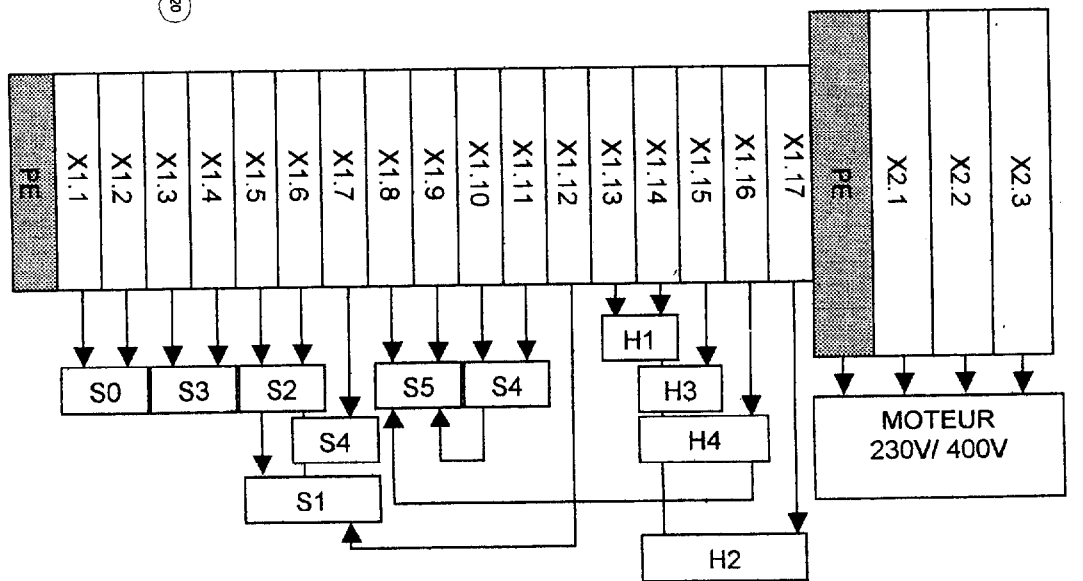 20
PE
X1.1
X1.2
X1.3
X1.4
X1.5
X1.6
X1.7
X1.8
X1.9
X1.10
X1.11
X1.12
X1.13
X1.14
X1.15
X1.16
X1.17
PE
X2.1
X2.2
X2.3
S0
S3
S2
S5
S4
H1
H3
S4
H4
MOTEUR
230V/ 400V
S1
H2